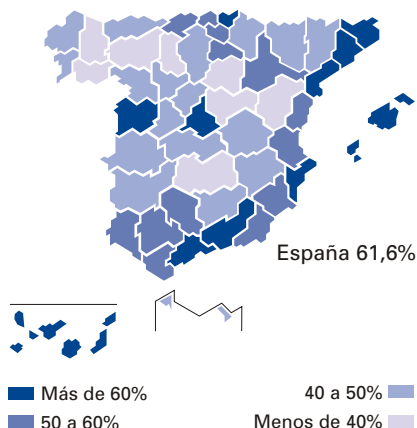 España 61,6%
Más de 60%
40 a 50%
50 a 60%
Menos de 40%